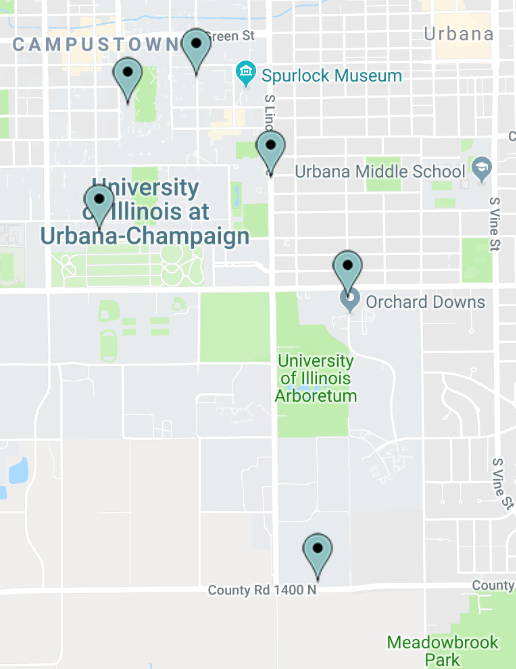 Urbana
Green St
CAMPUSTOWN
Spurlock Museum
S Linc
C
Urbana Middle School
University
of Illinois at
Urbana-Champaign
S Vine St
Orchard Downs
University
of Illinois
Arboretum
S Vine St
County Rd 1400 N
County
Meadowbrook
Park